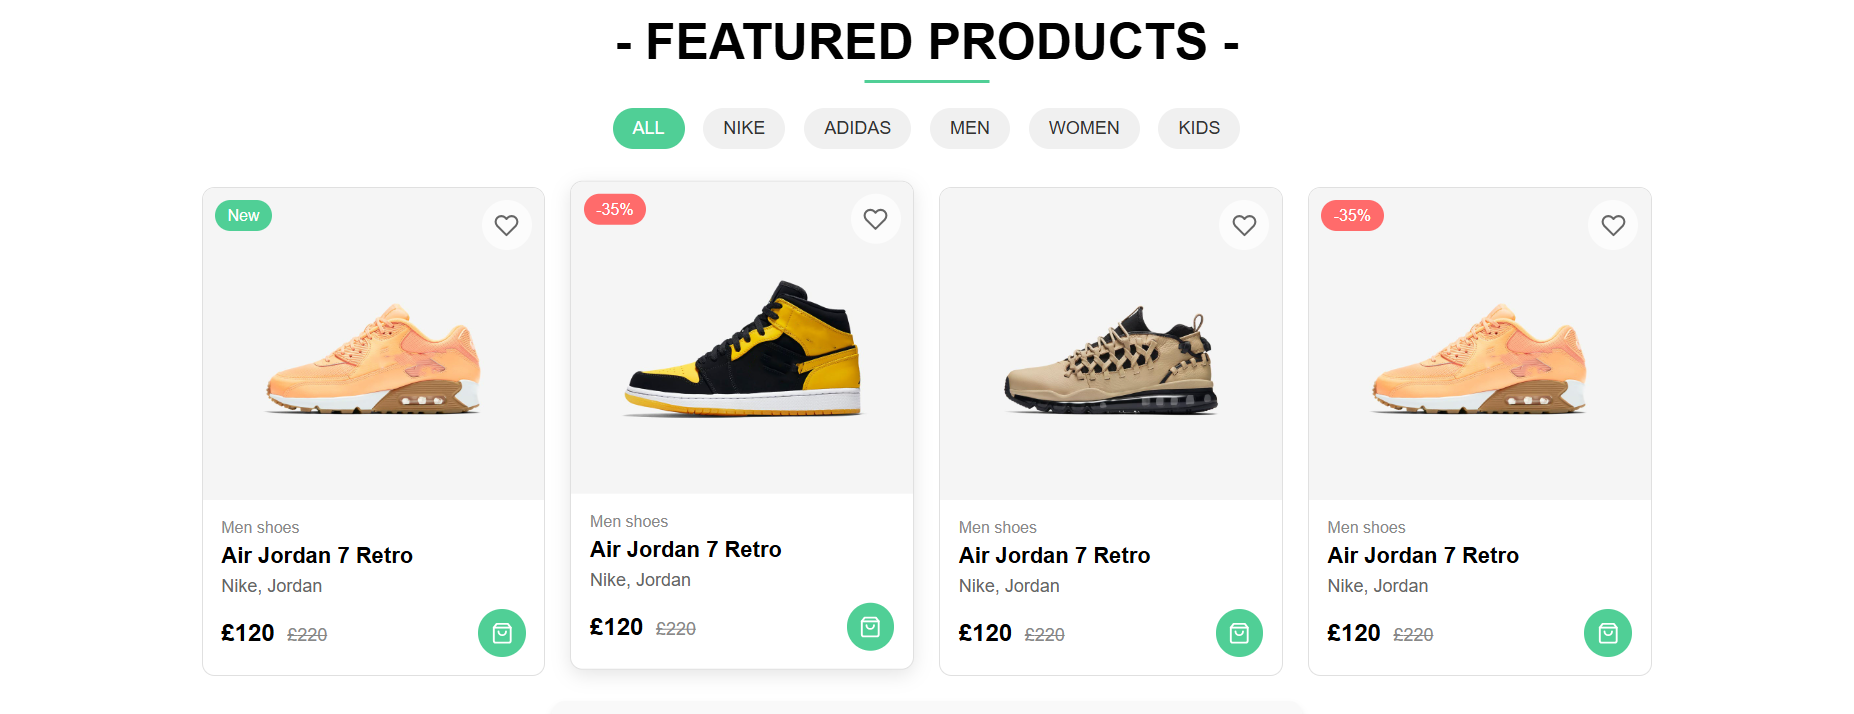 - FEATURED PRODUCTS -
ALL
NIKE
ADIDAS
MEN
WOMEN
KIDS
New
Men shoes
Air Jordan 7 Retro
Nike, Jordan
£120 £220
-35%
Men shoes
Air Jordan 7 Retro
Nike, Jordan
£120 £220
Men shoes
Air Jordan 7 Retro
Nike, Jordan
£120 £220
-35%
Men shoes
Air Jordan 7 Retro
Nike, Jordan
£120 £220